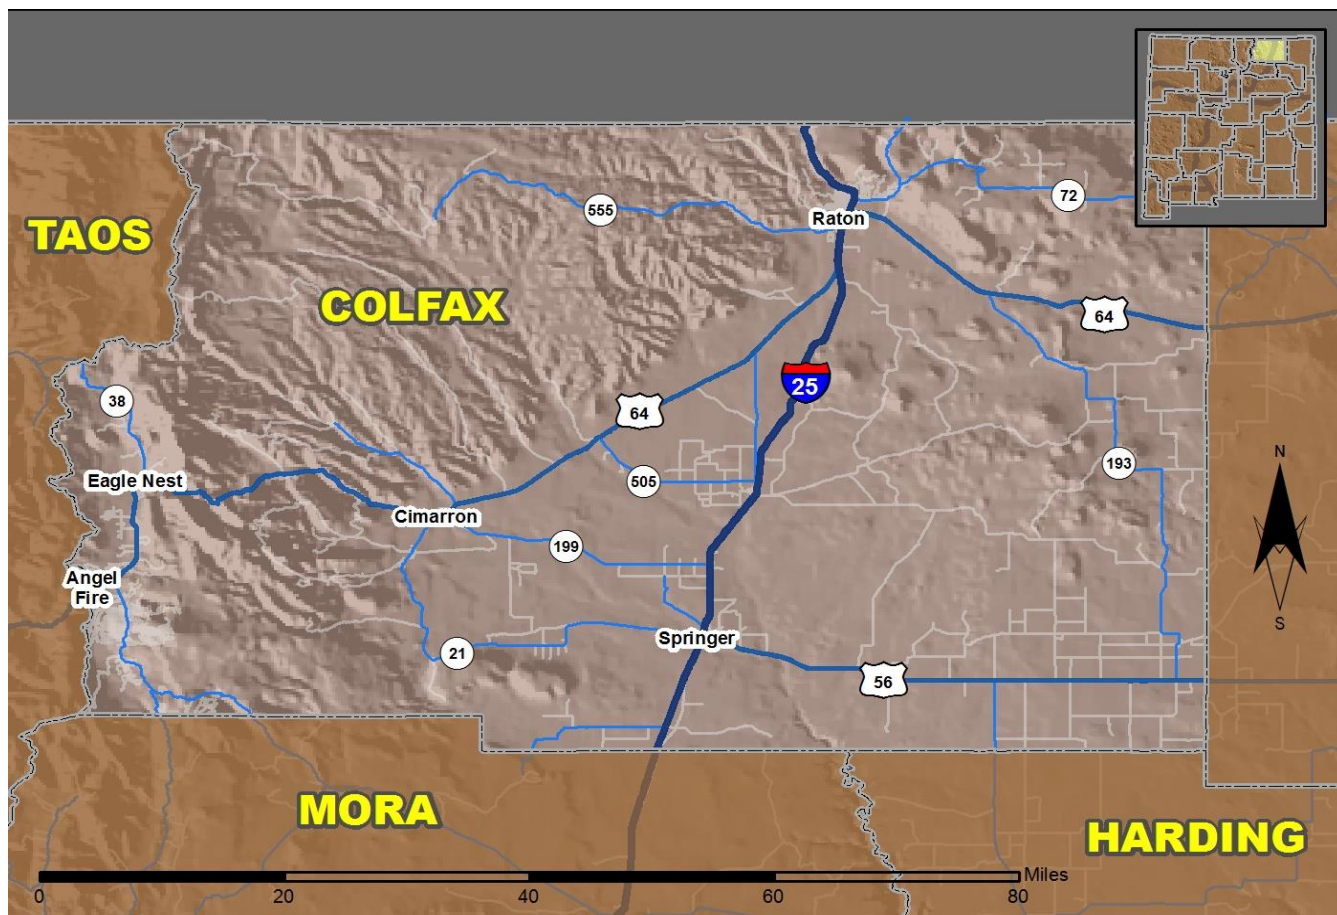 72
555
Raton
TAOS
COLFAX
64
25
38
64
193
N
Eagle Nest
505
Cimarron
199
Angel
Fire
S
Springer
21
56
MORA
HARDING
Miles
0
20
40
60
80